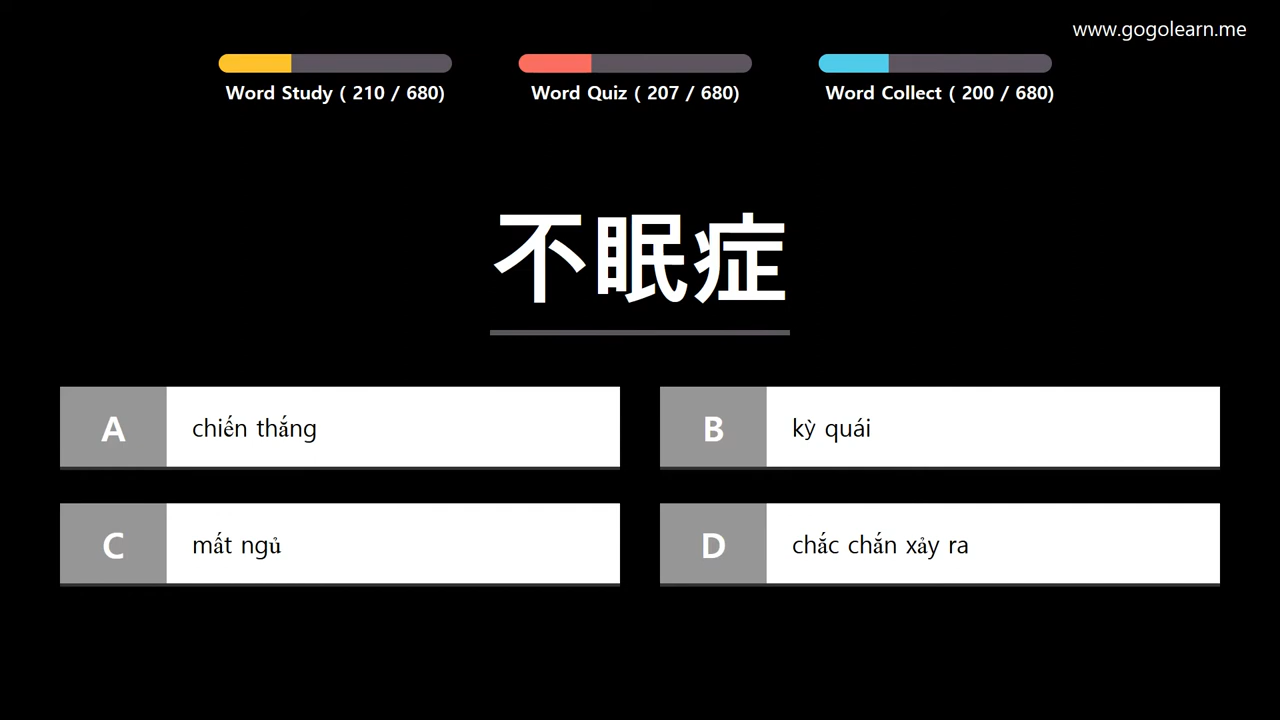 www.gogolearn.me
Word Study ( 210 / 680)
Word Quiz ( 207 / 680)
Word Collect ( 200 / 680)
不眠症
A chiến thắng
B kỳ quái
C mất ngủ
D chắc chắn xảy ra